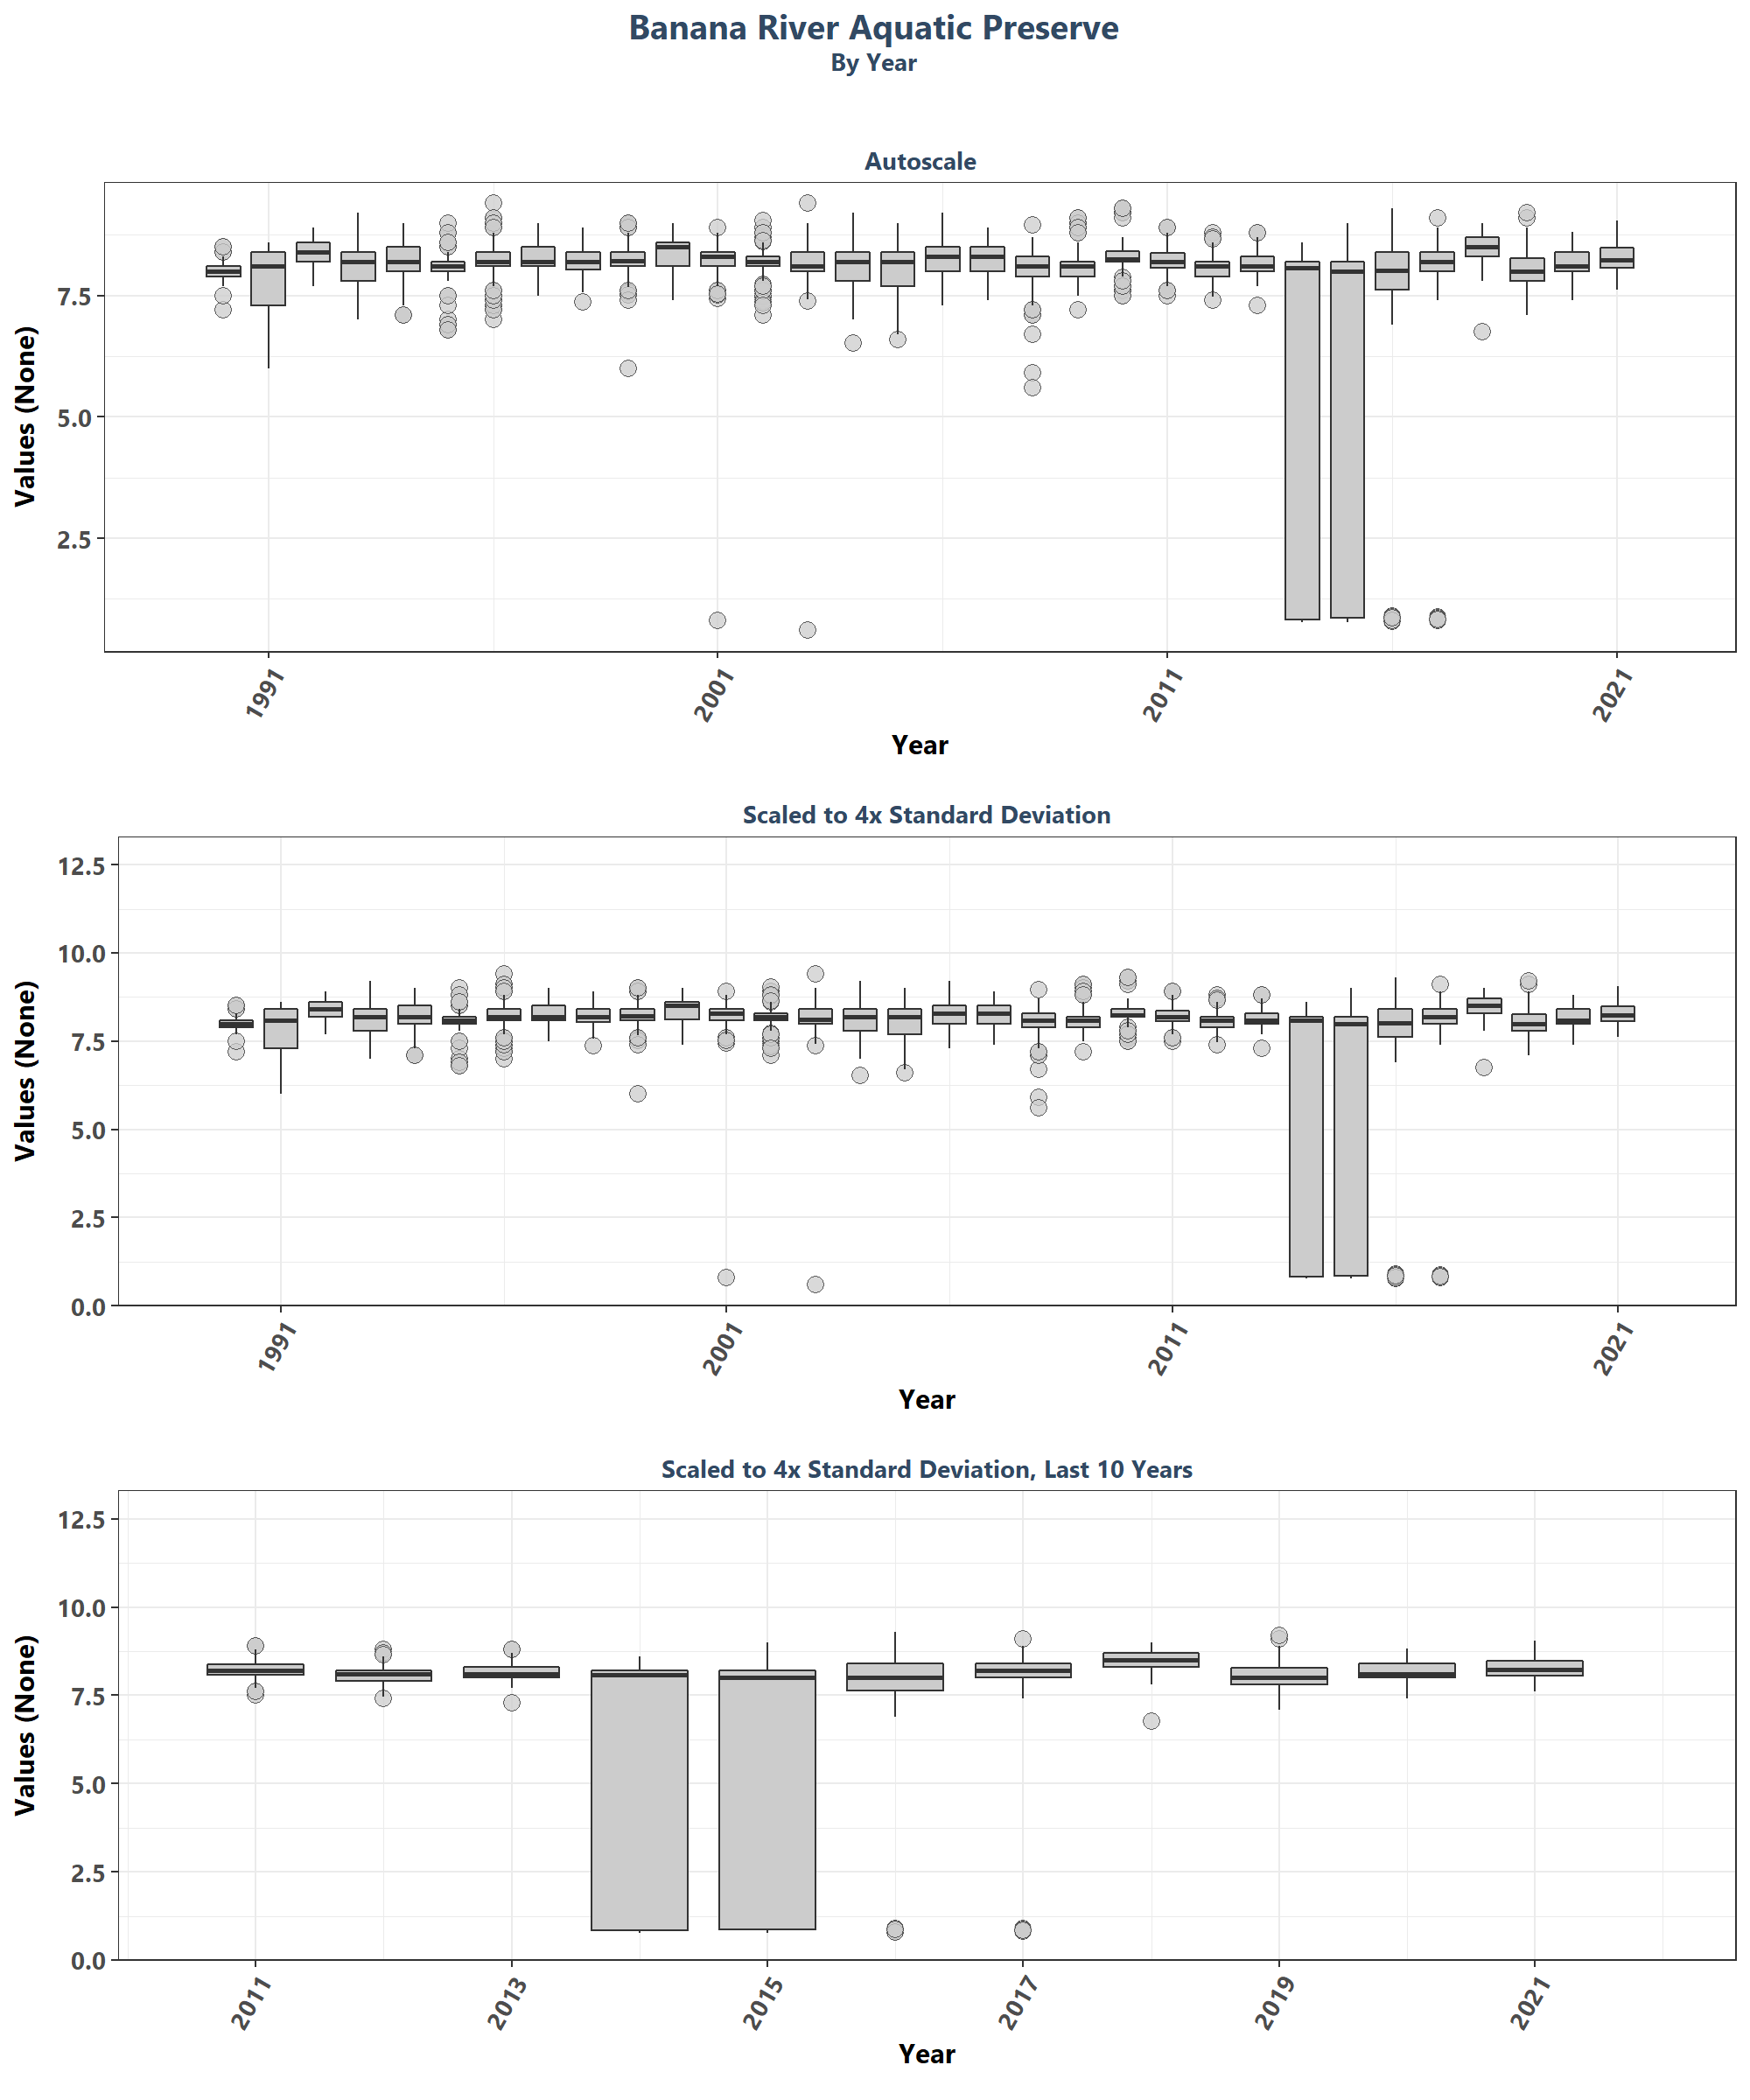 Banana River Aquatic Preserve
By Year
Autoscale
Values (None)
7.5
5.0
2.5
1991
2001
2011
2021
Year
Scaled to 4x Standard Deviation
Values (None)
12.5
10.0
7.5
5.0
2.5
0.0
1991
2001
2011
2021
Year
Scaled to 4x Standard Deviation, Last 10 Years
Values (None)
12.5
10.0
7.5
5.0
2.5
0.0
2011
2013
2015
2017
2019
2021
Year